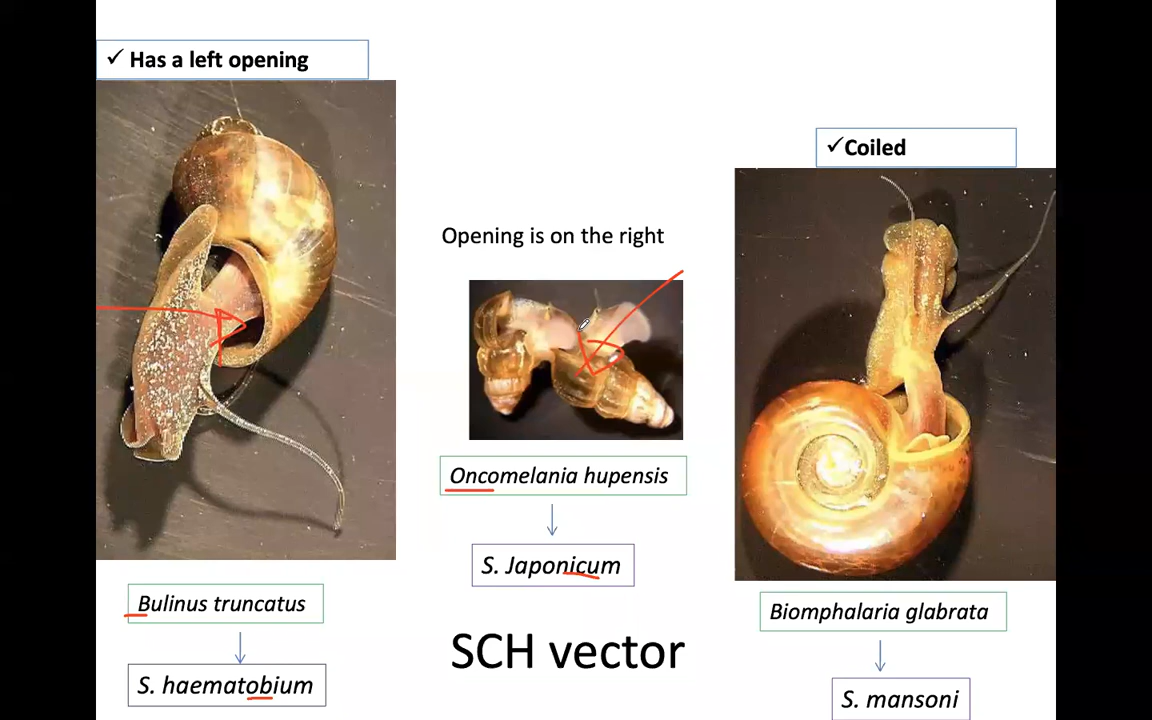 ✓ Has a left opening
✓Coiled
Opening is on the right
Oncomelania hupensis
S. Japonicum
Bulinus truncatus
S. haematobium
Biomphalaria glabrata
S. mansoni
SCH vector